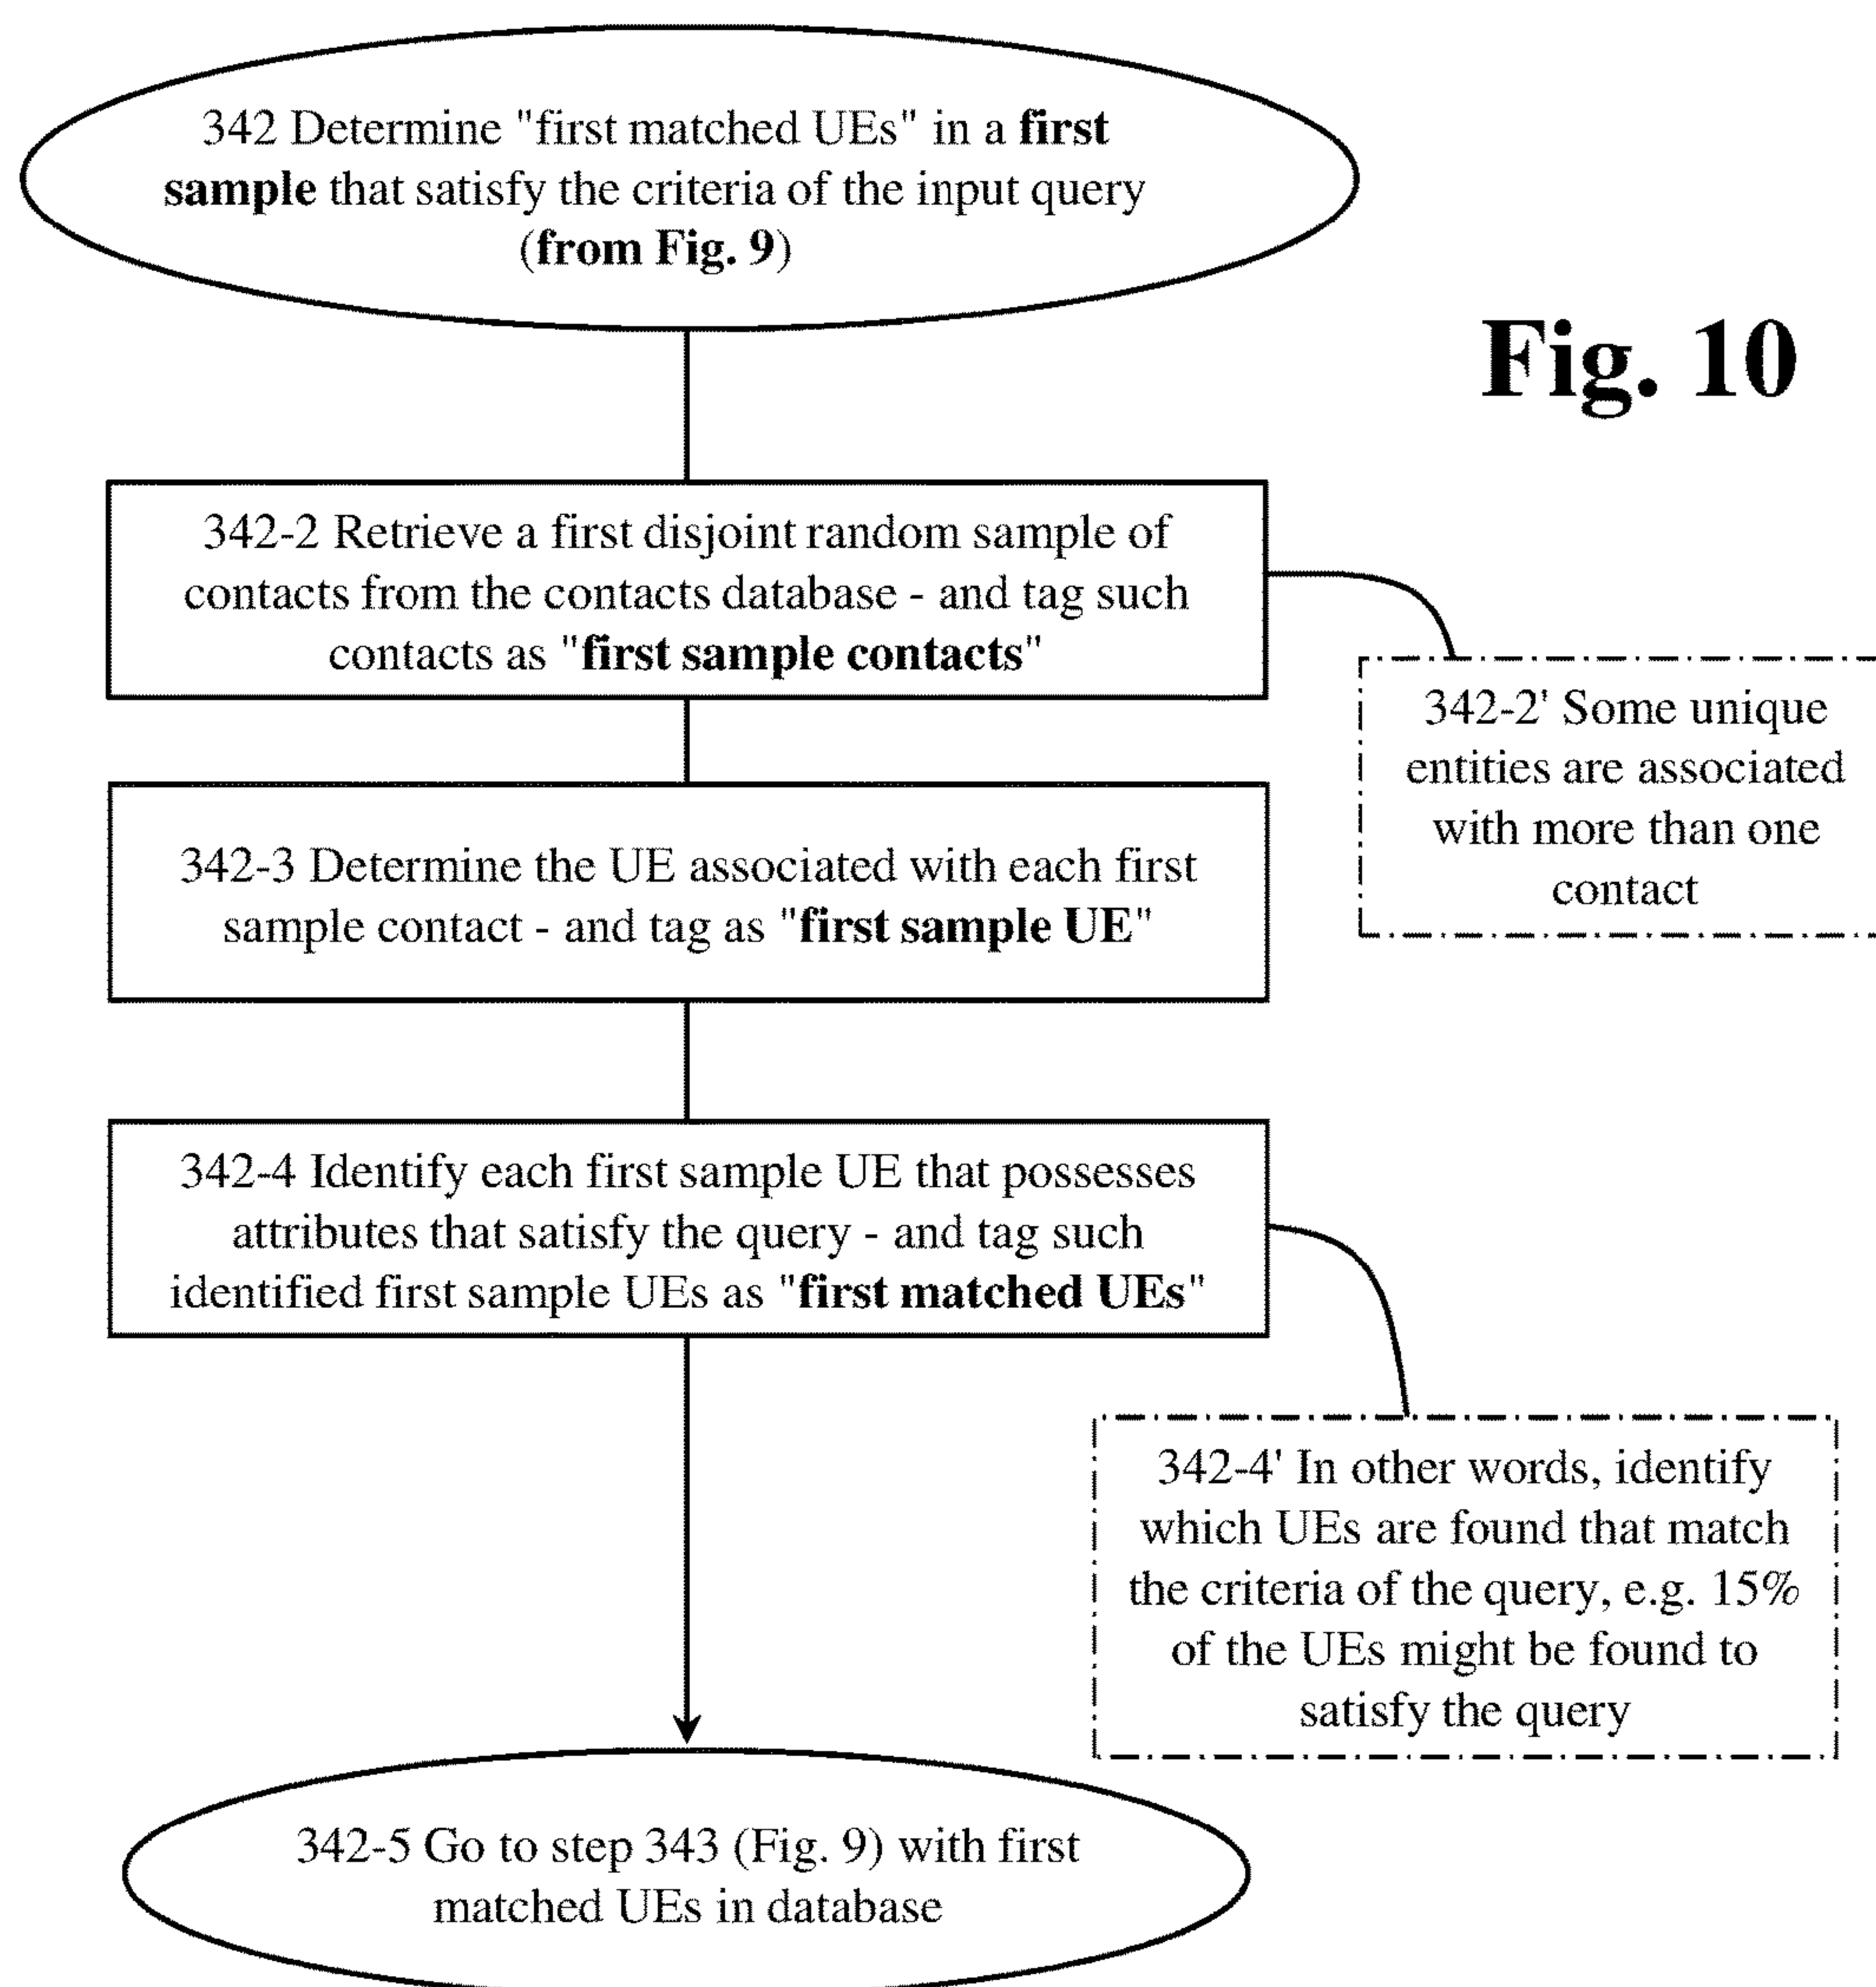 342 Determine "first matched UEs" in a first
sample that satisfy the criteria of the input query
(from Fig. 9)
Fig. 10
342-2 Retrieve a first disjoint random sample of
contacts from the contacts database - and tag such
contacts as "first sample contacts"
342-2' Some unique
entities are associated
with more than one
contact
342-3 Determine the UE associated with each first
sample contact - and tag as "first sample UE"
342-4 Identify each first sample UE that possesses
attributes that satisfy the query - and tag such
identified first sample UEs as "first matched UEs"
342-4' In other words, identify
which UEs are found that match
the criteria of the query, e.g. 15%
of the UEs might be found to
satisfy the query
342-5 Go to step 343 (Fig. 9) with first
matched UEs in database